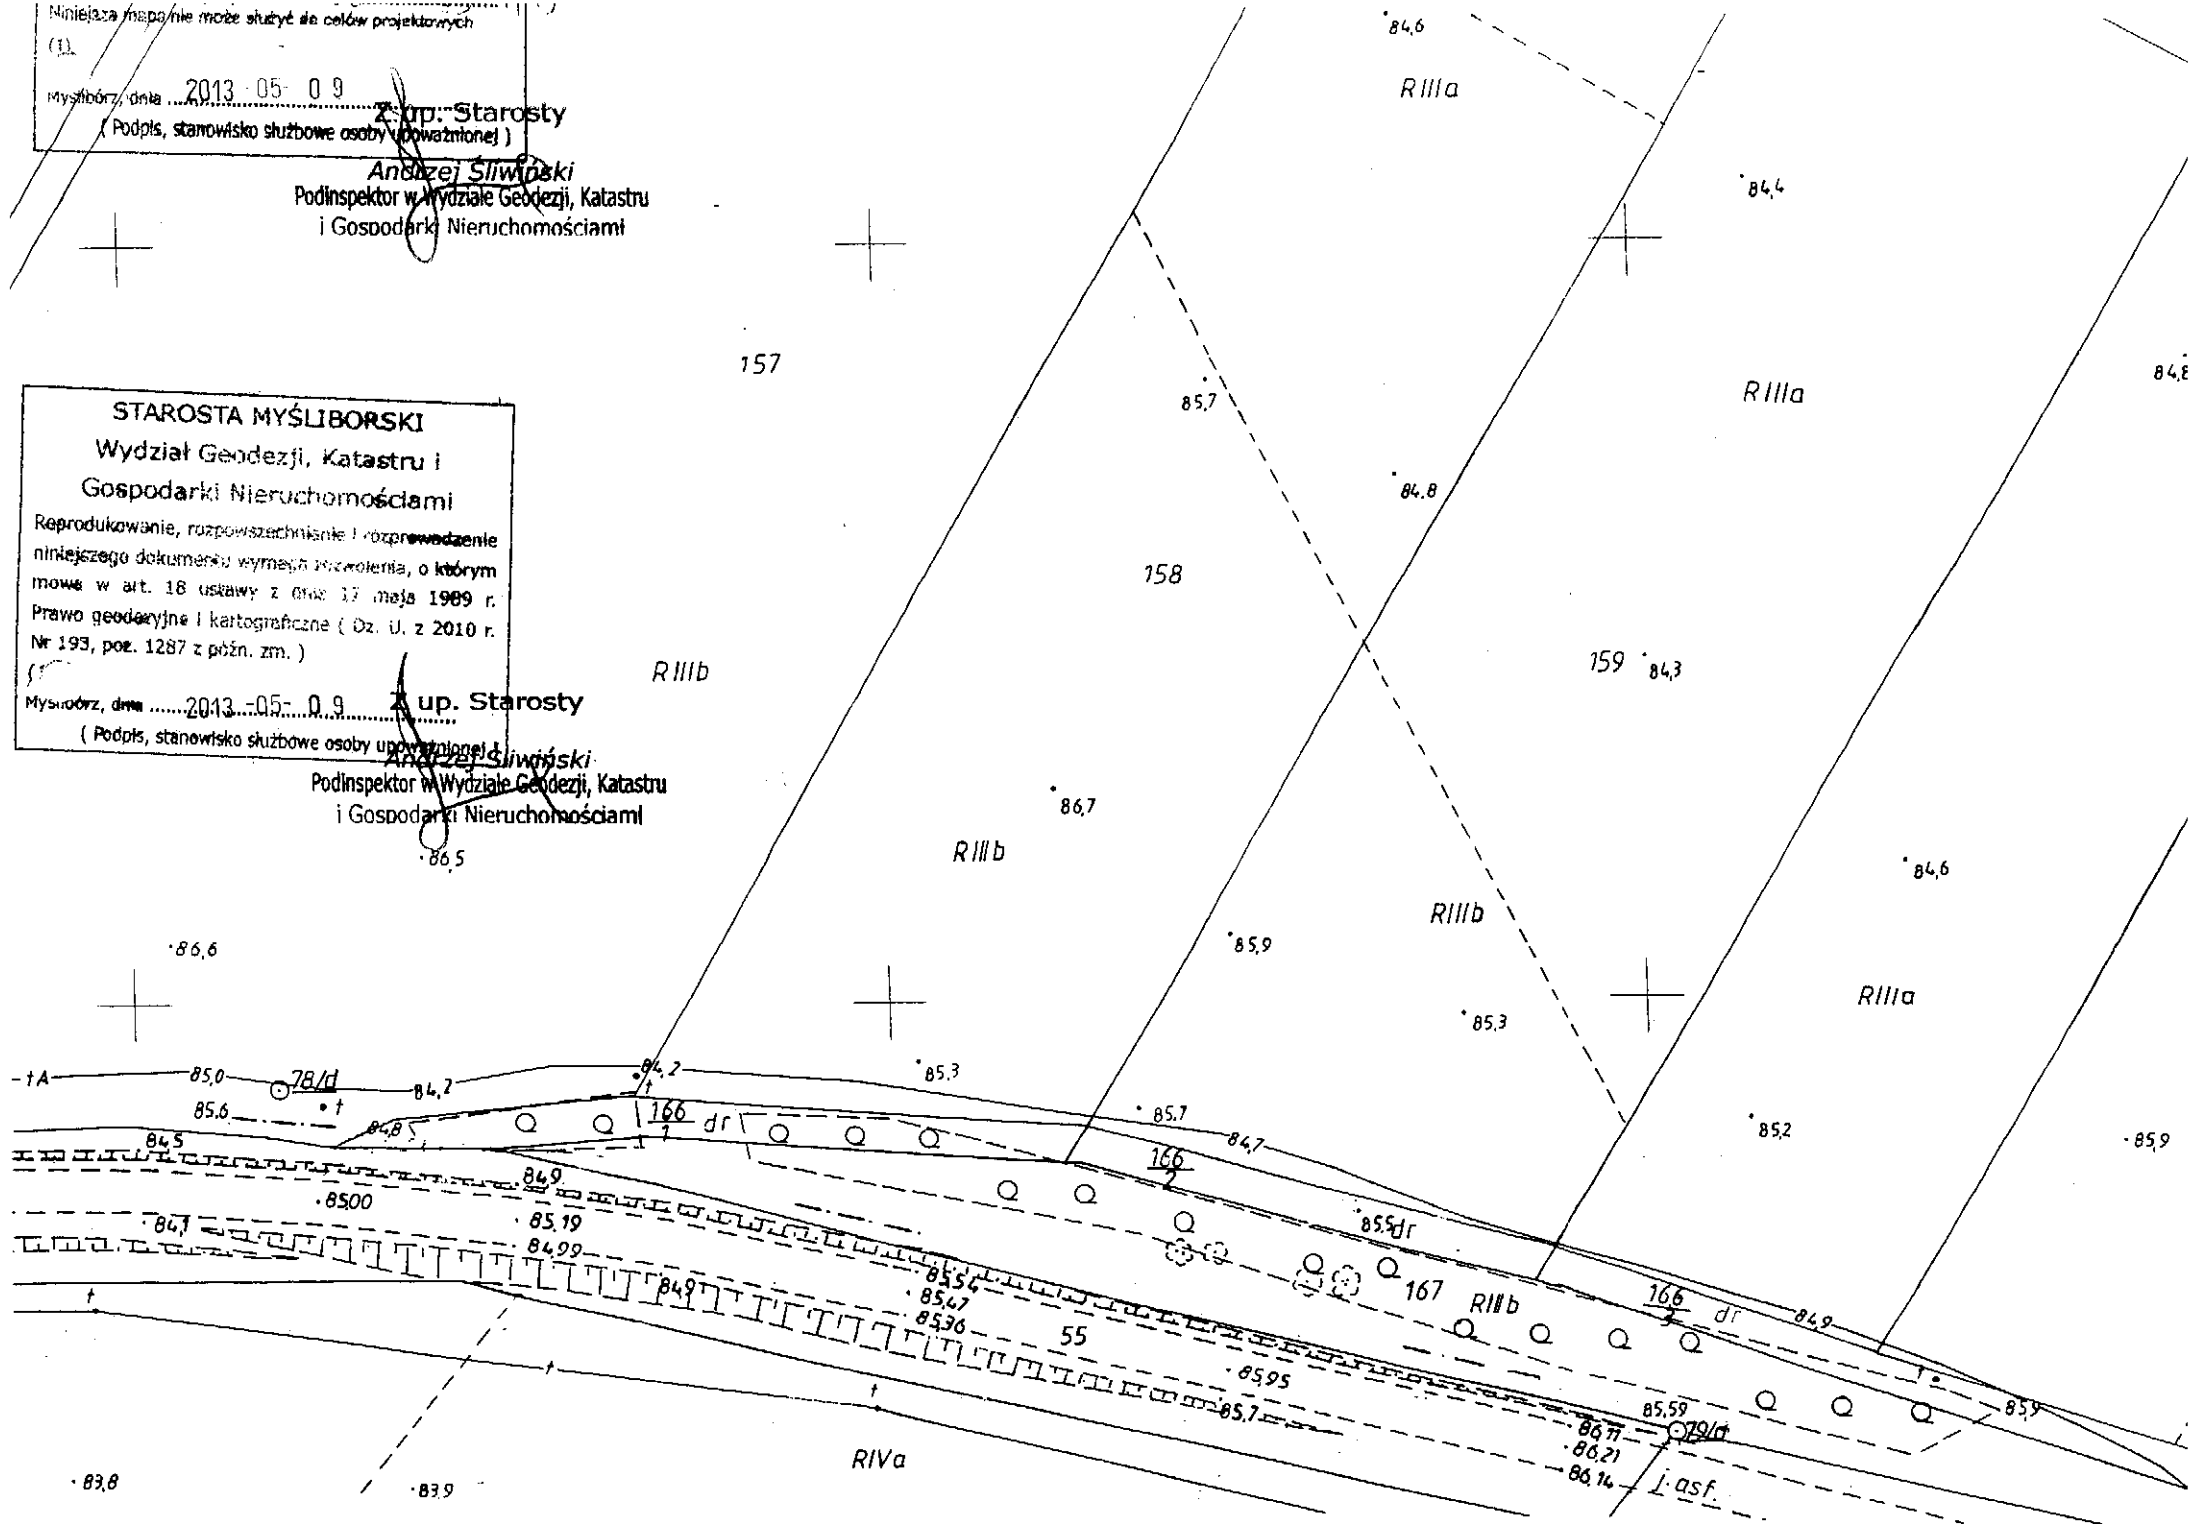 Niniejsza mapa nie może służyć do celów projektowych
(1)
Myślibórz, dnia 2013 -05- 09
( Podpis, stanowisko służbowe osoby upoważnionej )
Z up. Starosty
Andrzej Śliwiński
Podinspektor w Wydziale Geodezji, Katastru
i Gospodarki Nieruchomościami
STAROSTA MYŚLIBORSKI
Wydział Geodezji, Katastru i
Gospodarki Nieruchomościami
Reprodukowanie, rozpowszechnianie i rozprowadzenie
niniejszego dokumentu wymaga zezwolenia, o którym
mowa w art. 18 ustawy z dnia 17 maja 1989 r.
Prawo geodezyjne i kartograficzne ( Dz. U. z 2010 r.
Nr 193, poz. 1287 z późn. zm. )
Myślibórz, dnia 2013 -05- 09
( Podpis, stanowisko służbowe osoby upoważnionej )
Z up. Starosty
Andrzej Śliwiński
Podinspektor w Wydziale Geodezji, Katastru
i Gospodarki Nieruchomościami
84,6
RIIIa
84,4
157
85,7
RIIIa
84,8
84,8
158
159
84,3
RIIIb
86,7
86,5
RIIIb
84,6
RIIIb
86,6
85,9
RIIIa
85,3
tA
85,0
78/d
84,2
84,2
85,3
t
85,6
t
84,8
166
1
dr
85,7
84,7
85,2
85,9
84,5
166
2
84,9
85,00
85,19
84,1
84,99
85,5
dr
84,9
85,54
85,47
85,36
55
167
RIIIb
166
3
dr
84,9
t
t
t
t
85,95
85,7
85,59
79/d
85,9
86,11
86,21
86,14
j. asf.
RIVa
83,8
83,9